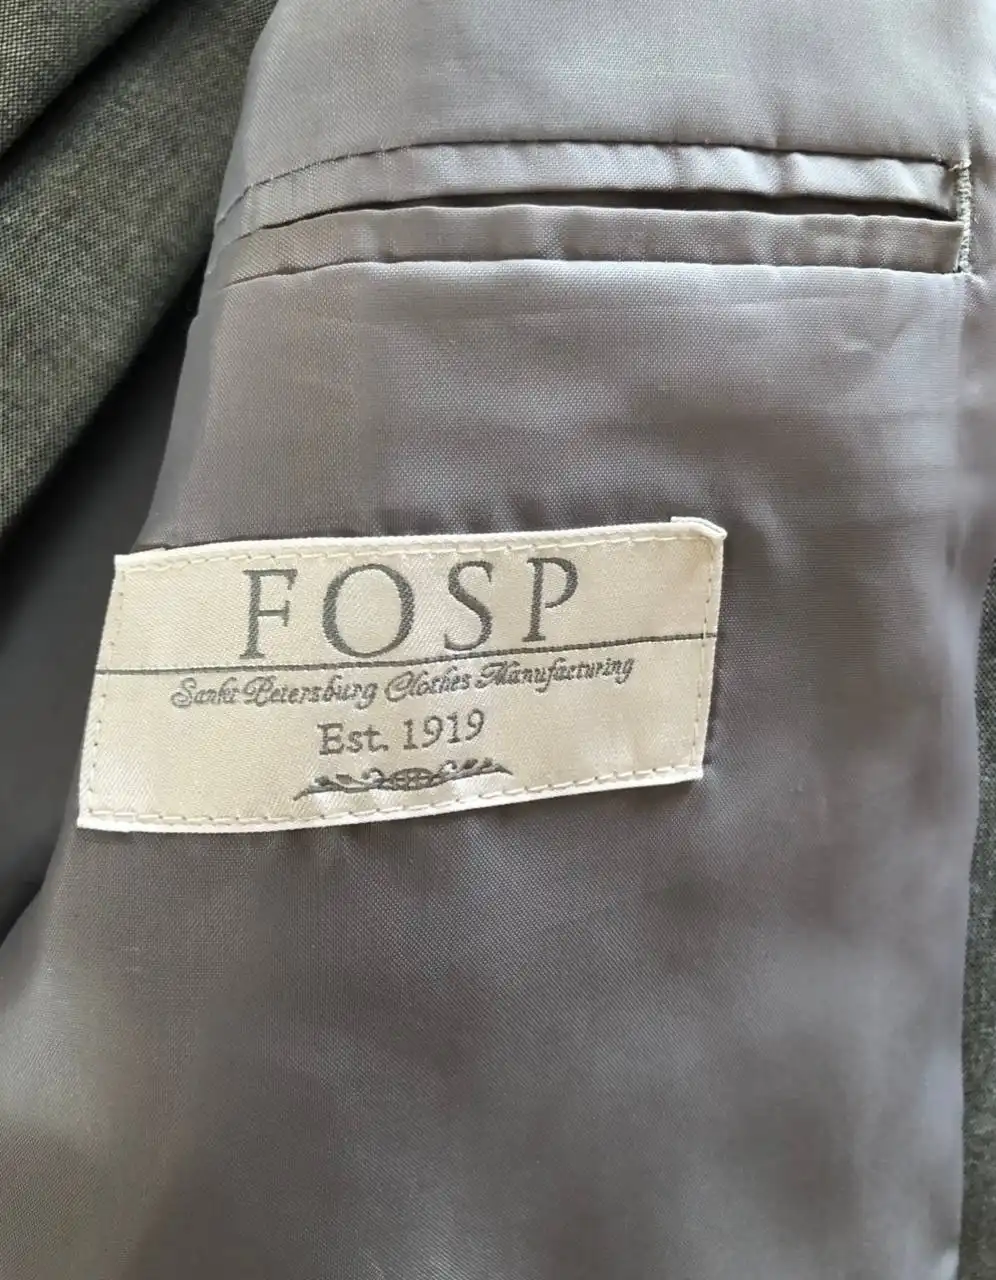 FOSP
Sankt Petersburg Clothes Manufacturing
Est. 1919